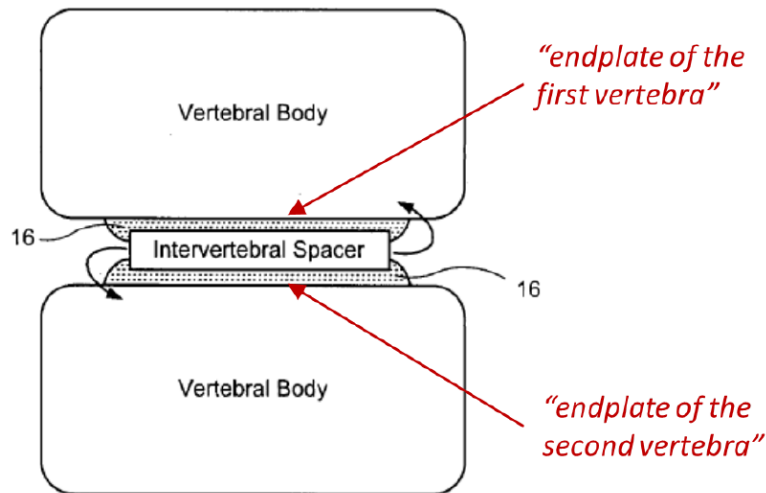 “endplate of the
first vertebra”
Vertebral Body
16
Intervertebral Spacer
16
Vertebral Body
“endplate of the
second vertebra”